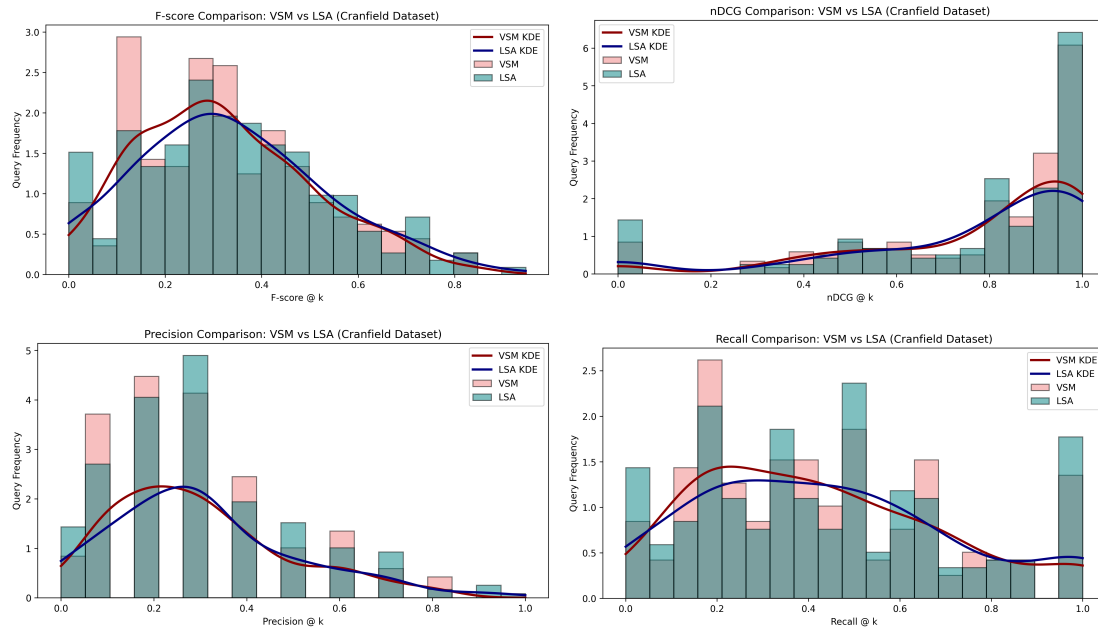 F-score Comparison: VSM vs LSA (Cranfield Dataset)
Query Frequency
3.0
2.5
2.0
1.5
1.0
0.5
0.0
VSM KDE
LSA KDE
VSM
LSA
0.0 0.2 0.4 0.6 0.8
F-score @ k
nDCG Comparison: VSM vs LSA (Cranfield Dataset)
Query Frequency
6
5
4
3
2
1
0
VSM KDE
LSA KDE
VSM
LSA
0.0 0.2 0.4 0.6 0.8 1.0
nDCG @ k
Precision Comparison: VSM vs LSA (Cranfield Dataset)
Query Frequency
5
4
3
2
1
0
VSM KDE
LSA KDE
VSM
LSA
0.0 0.2 0.4 0.6 0.8 1.0
Precision @ k
Recall Comparison: VSM vs LSA (Cranfield Dataset)
Query Frequency
2.5
2.0
1.5
1.0
0.5
0.0
VSM KDE
LSA KDE
VSM
LSA
0.0 0.2 0.4 0.6 0.8 1.0
Recall @ k